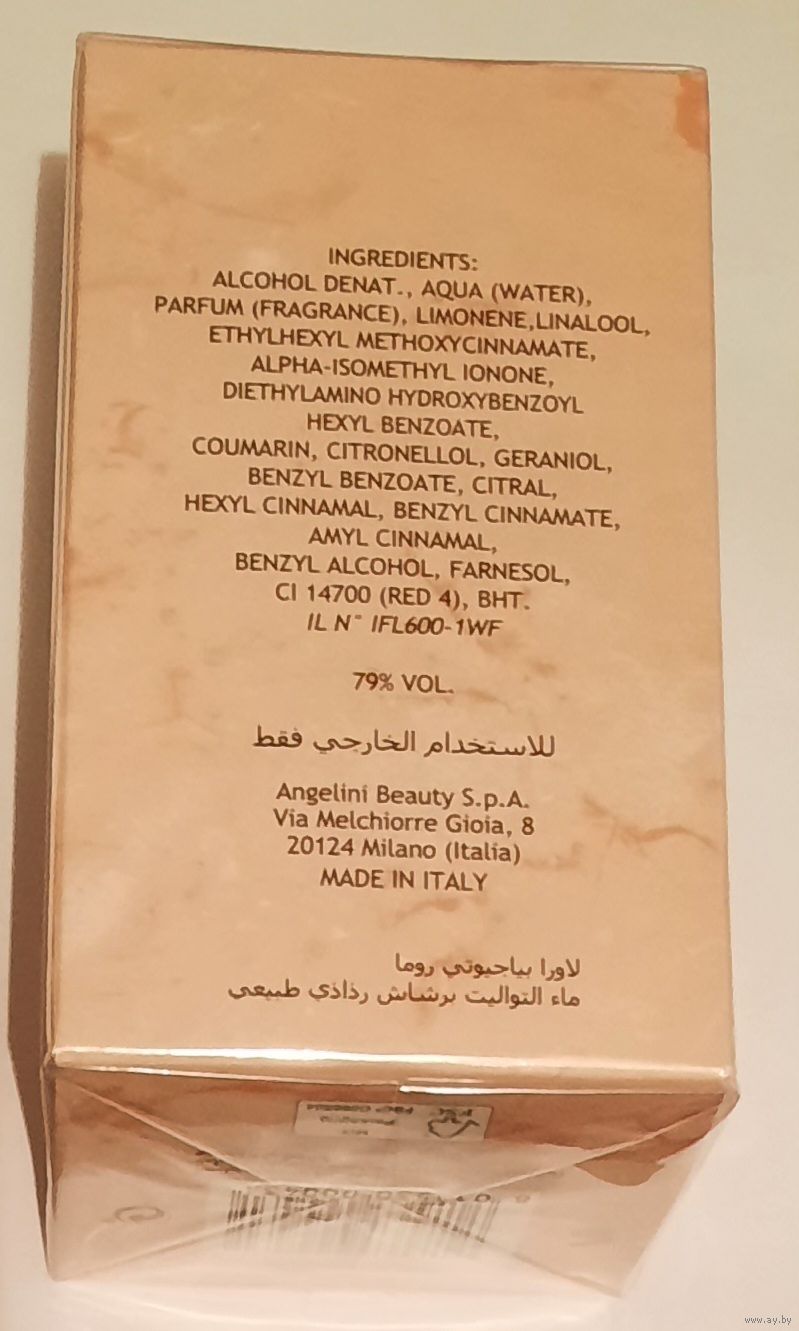 INGREDIENTS:
ALCOHOL DENAT., AQUA (WATER),
PARFUM (FRAGRANCE), LIMONENE,LINALOOL,
ETHYLHEXYL METHOXYCINNAMATE,
ALPHA-ISOMETHYL IONONE,
DIETHYLAMINO HYDROXYBENZOYL
HEXYL BENZOATE,
COUMARIN, CITRONELLOL, GERANIOL,
BENZYL BENZOATE, CITRAL,
HEXYL CINNAMAL, BENZYL CINNAMATE,
AMYL CINNAMAL,
BENZYL ALCOHOL, FARNESOL,
CI 14700 (RED 4), BHT.
IL N° IFL600-1WF
79% VOL.
للاستخدام الخارجي فقط
Angelini Beauty S.p.A.
Via Melchiorre Gioia, 8
20124 Milano (Italia)
MADE IN ITALY
لاورا بياجيوتي روما
ماء التواليت برشاش رذاذي طبيعي
www.ay.by